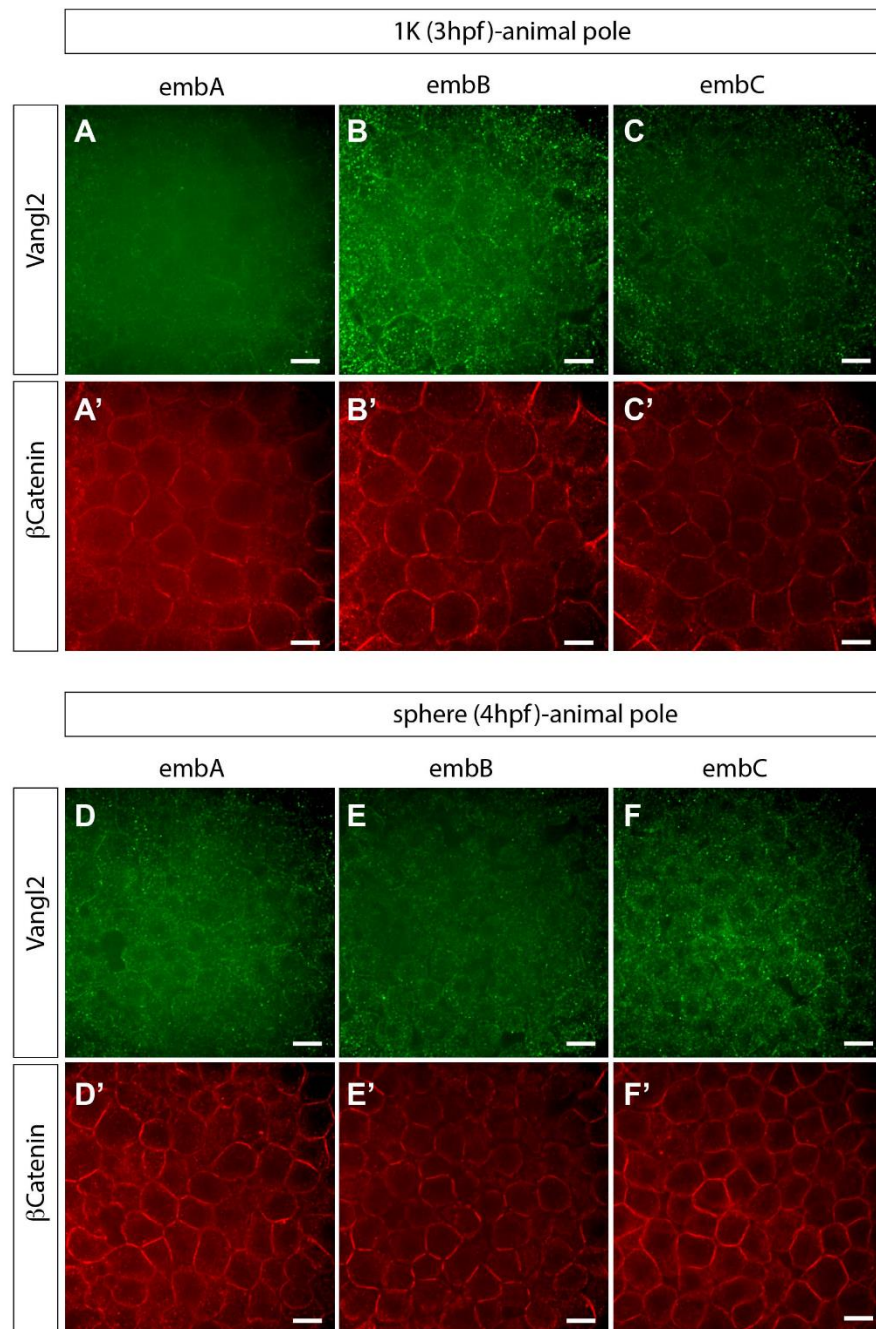 1K (3hpf)-animal pole
embA embB embC
Vangl2
A B C
βCatenin
A’ B’ C’
sphere (4hpf)-animal pole
embA embB embC
Vangl2
D E F
βCatenin
D’ E’ F’